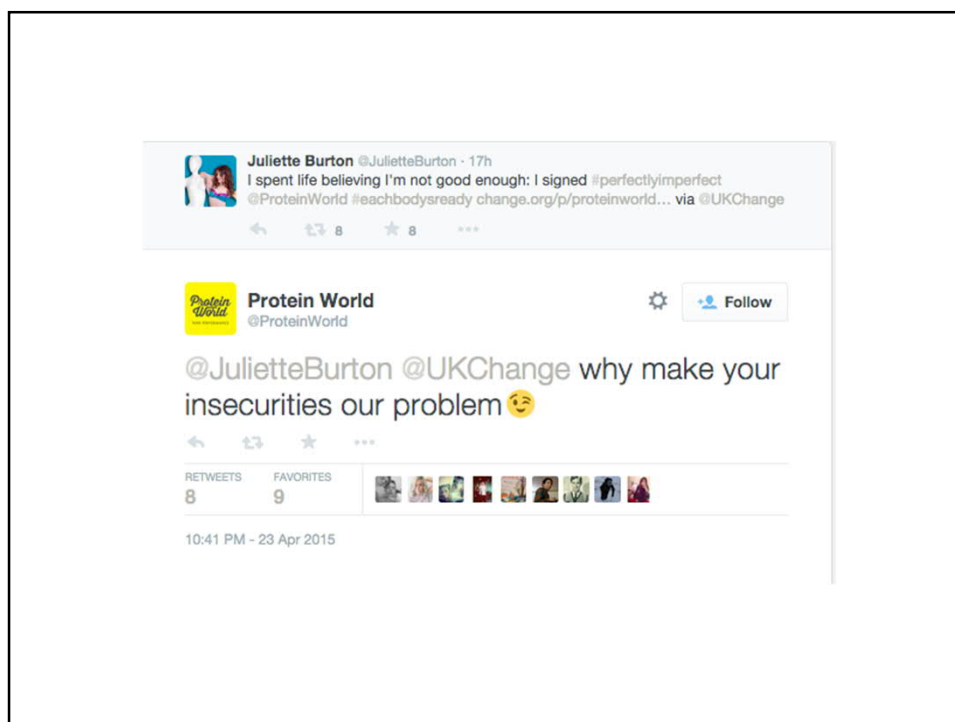 Juliette Burton @JulietteBurton · 17h
I spent life believing I'm not good enough: I signed #perfectlyimperfect
@ProteinWorld #eachbodysready change.org/p/proteinworld... via @UKChange
8 8
Protein World
Protein World
@ProteinWorld
Follow
@JulietteBurton @UKChange why make your
insecurities our problem😉
RETWEETS FAVORITES
8 9
10:41 PM - 23 Apr 2015